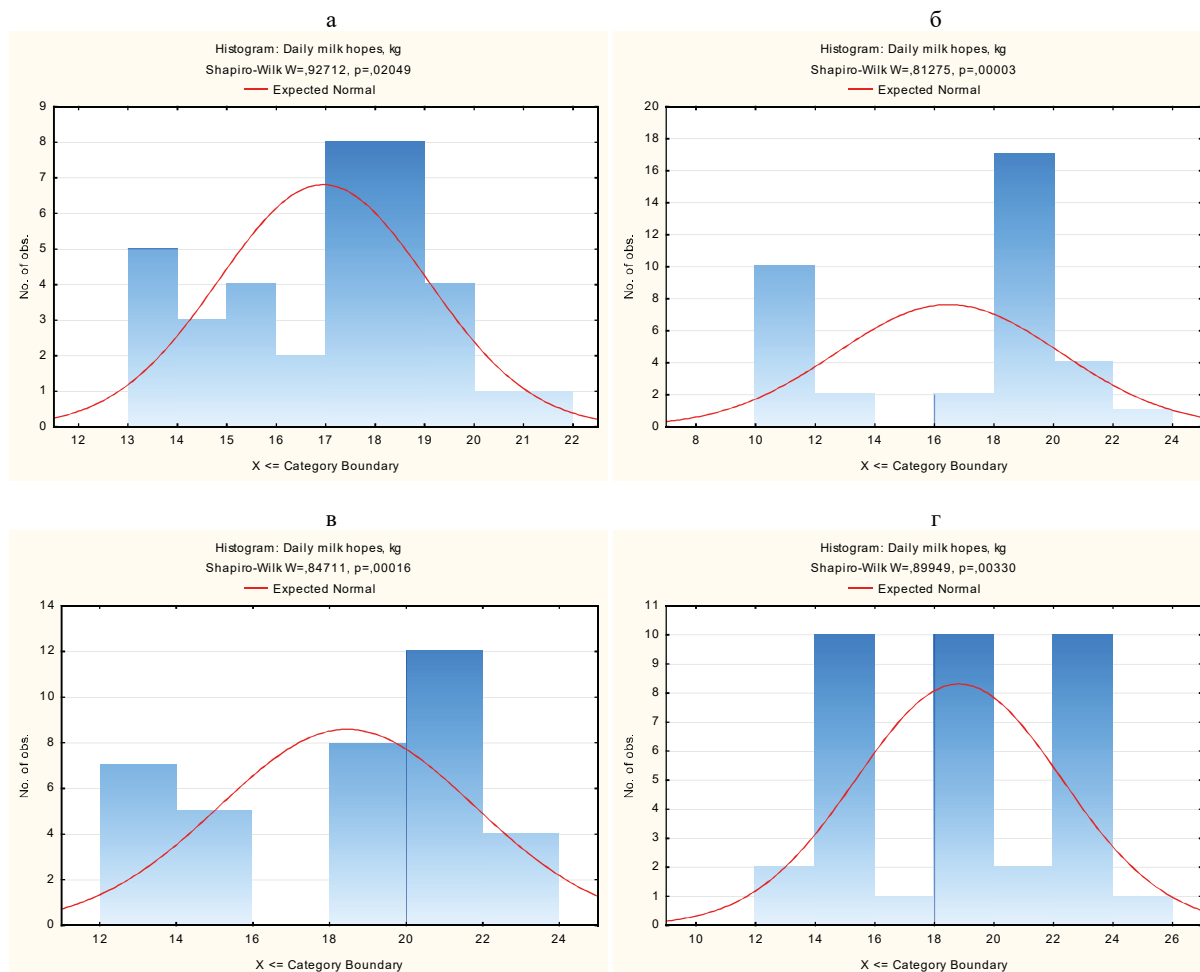 а
Histogram: Daily milk hopes, kg
Shapiro-Wilk W=,92712, p=,02049
Expected Normal
9
8
7
6
5
4
3
2
1
0
No. of obs.
12 13 14 15 16 17 18 19 20 21 22
X <= Category Boundary
б
Histogram: Daily milk hopes, kg
Shapiro-Wilk W=,81275, p=,00003
Expected Normal
20
18
16
14
12
10
8
6
4
2
0
No. of obs.
8 10 12 14 16 18 20 22 24
X <= Category Boundary
в
Histogram: Daily milk hopes, kg
Shapiro-Wilk W=,84711, p=,00016
Expected Normal
14
12
10
8
6
4
2
0
No. of obs.
12 14 16 18 20 22 24
X <= Category Boundary
г
Histogram: Daily milk hopes, kg
Shapiro-Wilk W=,89949, p=,00330
Expected Normal
11
10
9
8
7
6
5
4
3
2
1
0
No. of obs.
10 12 14 16 18 20 22 24 26
X <= Category Boundary